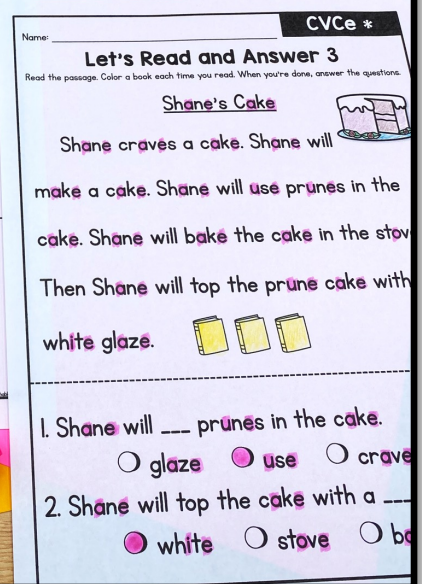 CVCe *
Name:
Let's Read and Answer 3
Read the passage. Color a book each time you read. When you're done, answer the questions.
Shane's Cake
Shane craves a cake. Shane will
make a cake. Shane will use prunes in the
cake. Shane will bake the cake in the stov
Then Shane will top the prune cake with
white glaze.
1. Shane will ___ prunes in the cake.
glaze use crave
2. Shane will top the cake with a ___
white stove